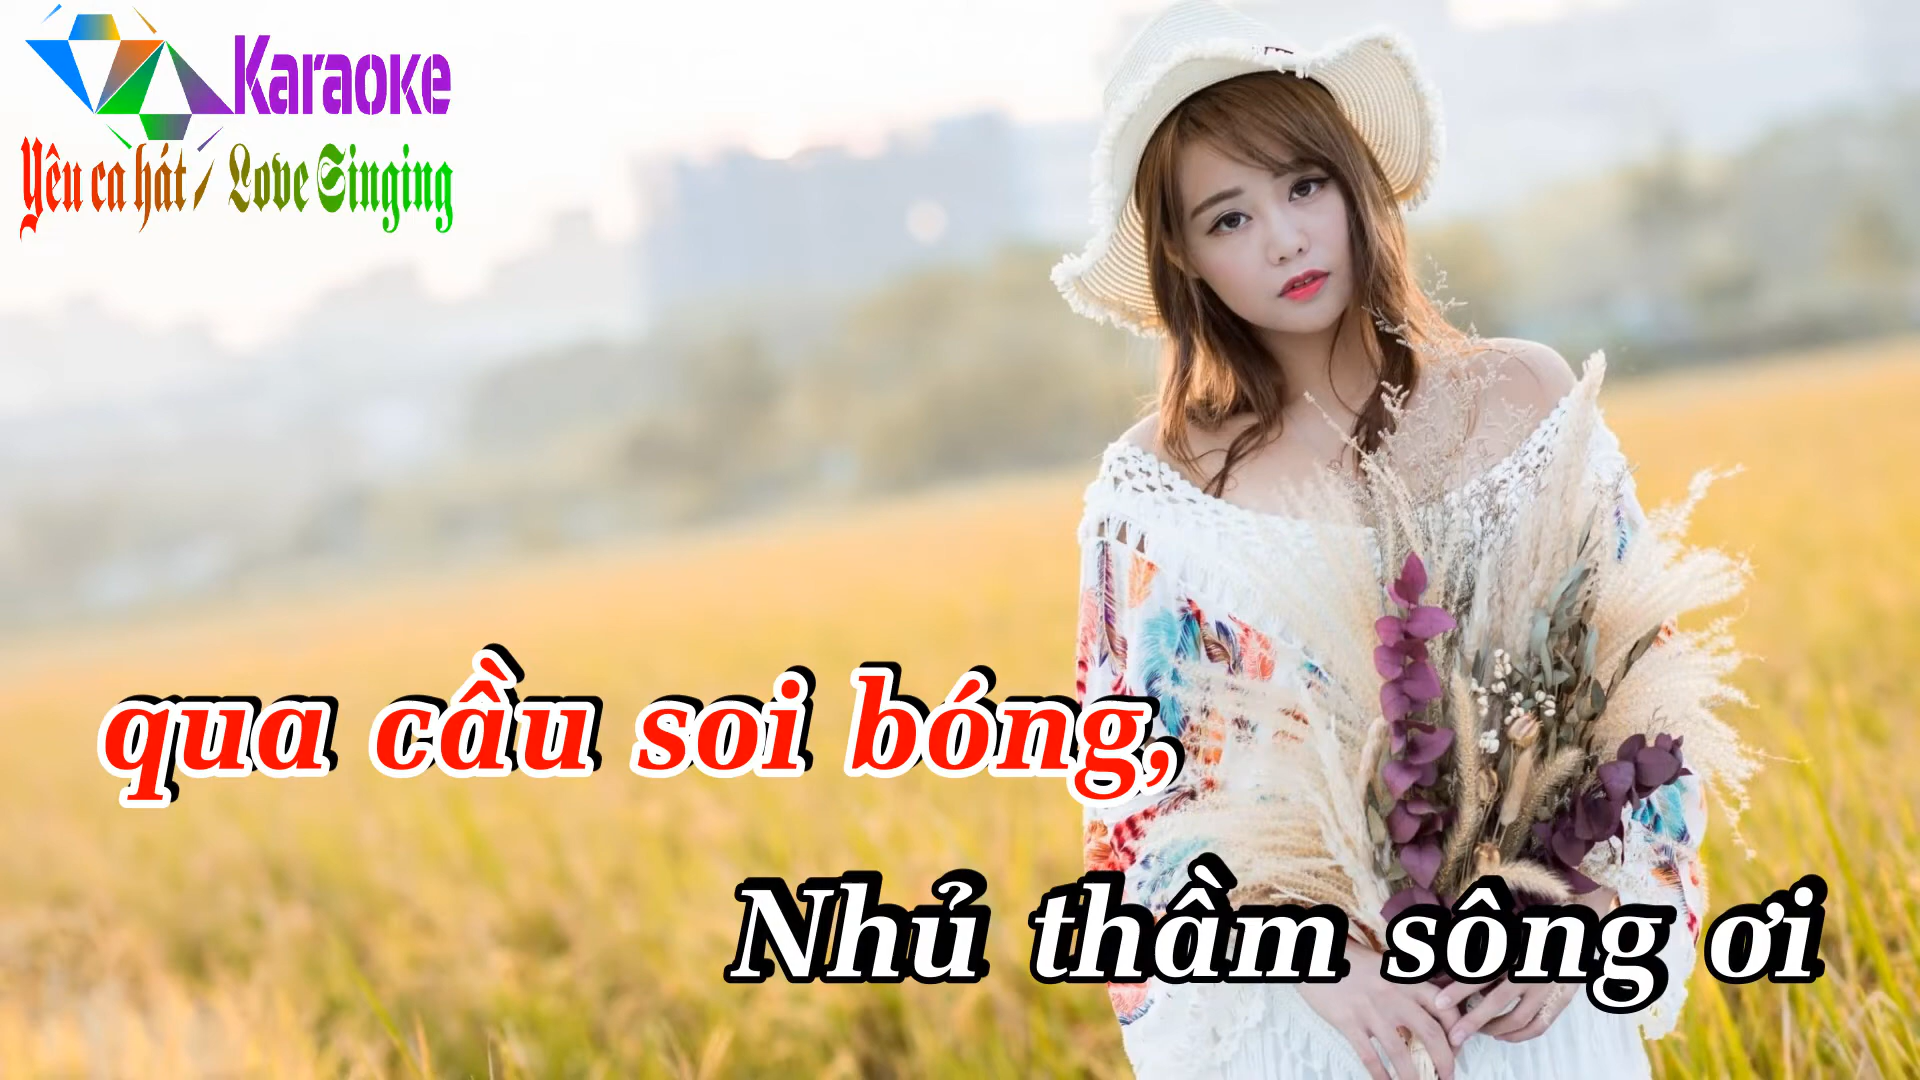 Karaoke
Yêu ca hát / Love Singing
qua cầu soi bóng,
Nhủ thầm sông ơi